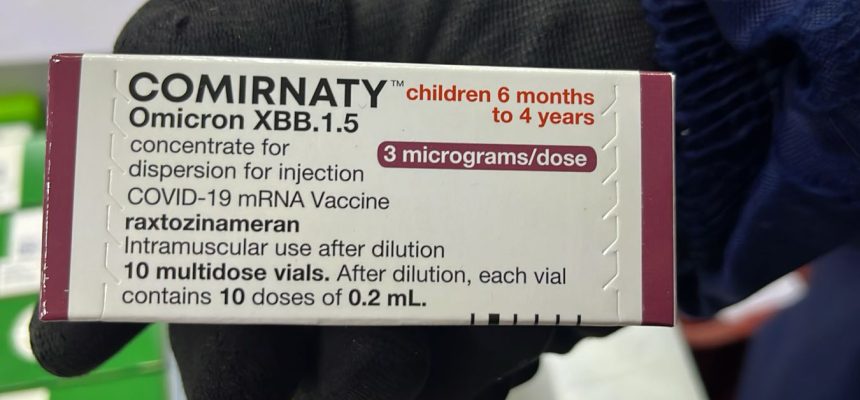 COMIRNATY™ children 6 months
to 4 years
Omicron XBB.1.5
3 micrograms/dose
concentrate for
dispersion for injection
COVID-19 mRNA Vaccine
raxtozinameran
Intramuscular use after dilution
10 multidose vials. After dilution, each vial
contains 10 doses of 0.2 mL.